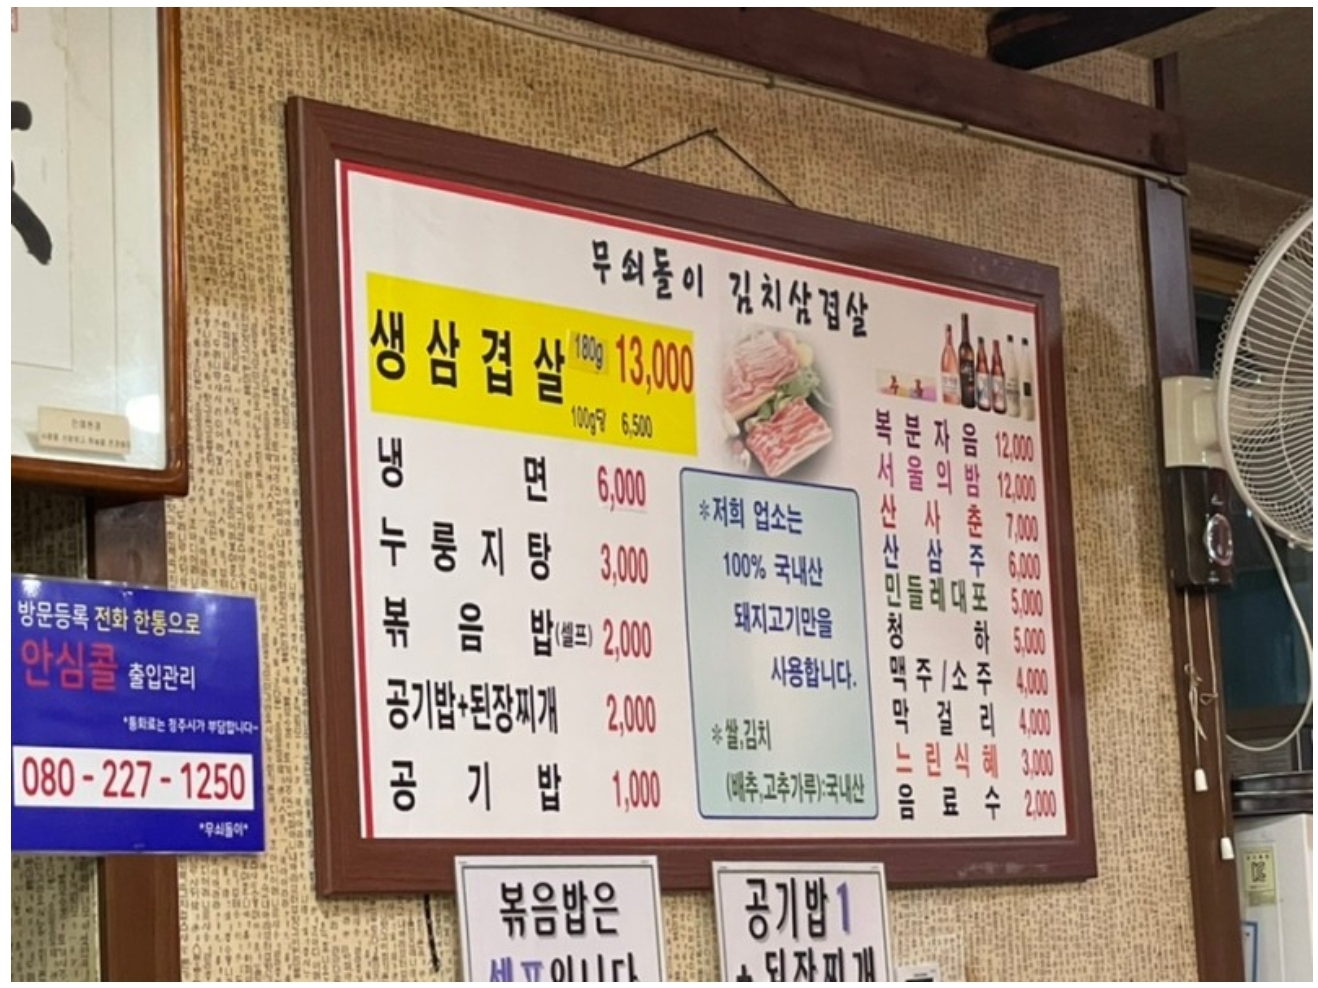 무쇠돌이 김치삼겹살
생삼겹살 180g 13,000
100g당 6,500
냉면 6,000
누룽지탕 3,000
볶음밥(셀프) 2,000
공기밥+된장찌개 2,000
공기밥 1,000
*저희 업소는
100% 국내산
돼지고기만을
사용합니다.
*쌀,김치
(배추,고추가루):국내산
복분자음 12,000
서울의밤 12,000
산사춘 7,000
산삼주 6,000
민들레대포 5,000
청하 5,000
맥주/소주 4,000
막걸리 4,000
느린식혜 3,000
음료수 2,000
방문등록 전화 한통으로
안심콜 출입관리
*통화료는 청주시가 부담합니다~
080-227-1250
*무쇠돌이*
볶음밥은
셀프입니다
공기밥1
+된장찌개